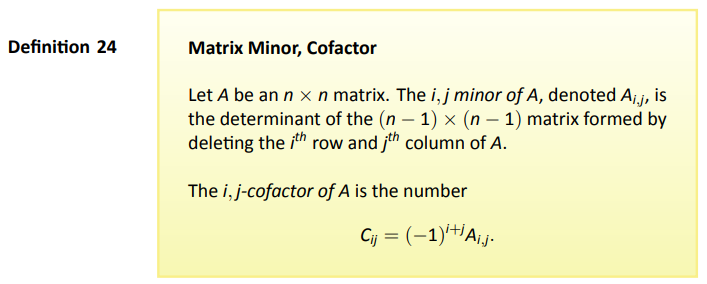 Definition 24
Matrix Minor, Cofactor
Let A be an n × n matrix. The i, j minor of A, denoted A_{i,j}, is
the determinant of the (n − 1) × (n − 1) matrix formed by
deleting the i^{th} row and j^{th} column of A.
The i, j-cofactor of A is the number
C_{ij} = (−1)^{i+j}A_{i,j}.